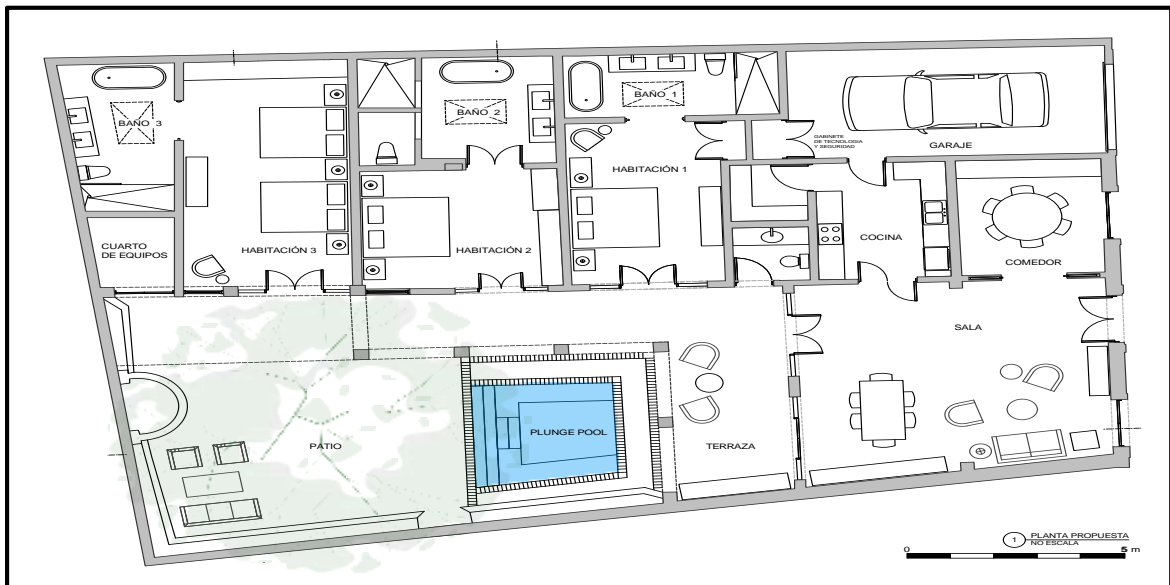 BAÑO 3
BAÑO 2
BAÑO 1
GABINETE
DE TECNOLOGIA
Y SEGURIDAD
GARAJE
HABITACIÓN 1
CUARTO
DE EQUIPOS
HABITACIÓN 3
HABITACIÓN 2
COCINA
COMEDOR
SALA
PATIO
PLUNGE POOL
TERRAZA
1 PLANTA PROPUESTA
NO ESCALA
0 5 m